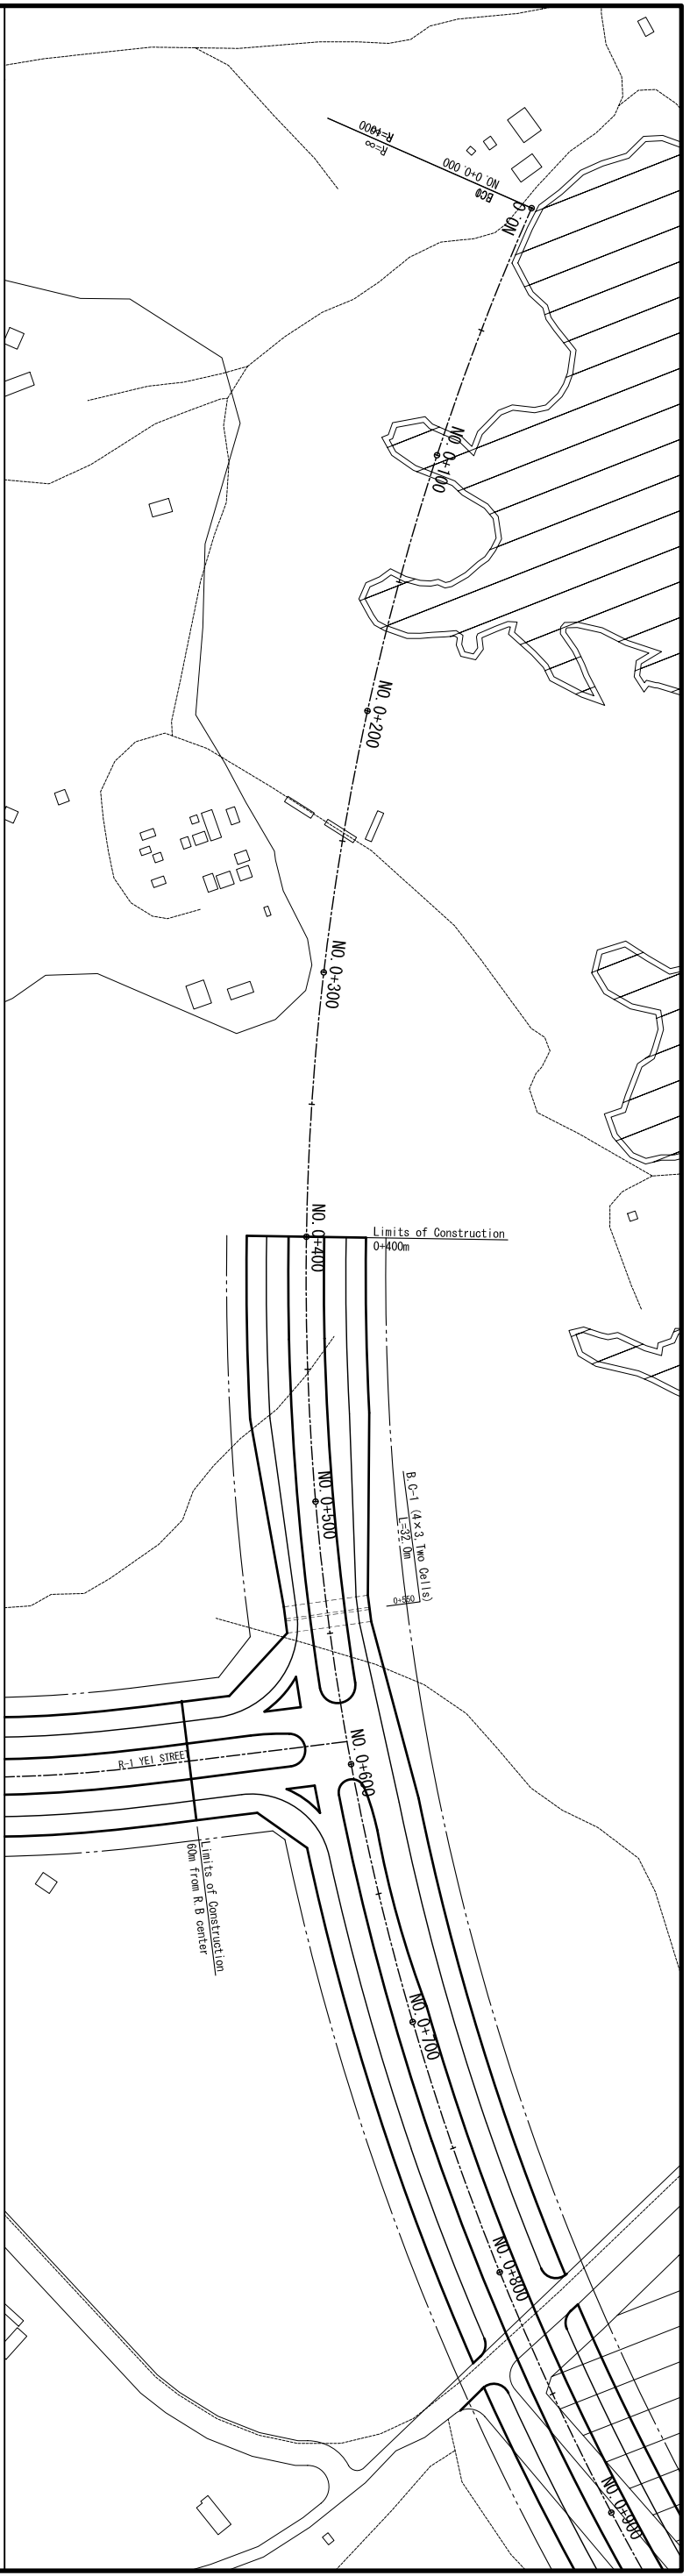 R=∞
NO. 0+0.000
NO. 0
NO. 0+100
NO. 0+200
NO. 0+300
NO. 0+400
Limits of Construction
0+400m
NO. 0+500
B.C-1 (4×3,Two Cells)
L=32.0m
0+550
NO. 0+600
R-1 YEI STREET
Limits of Construction
60m from R.B center
NO. 0+700
NO. 0+800
NO. 0+900